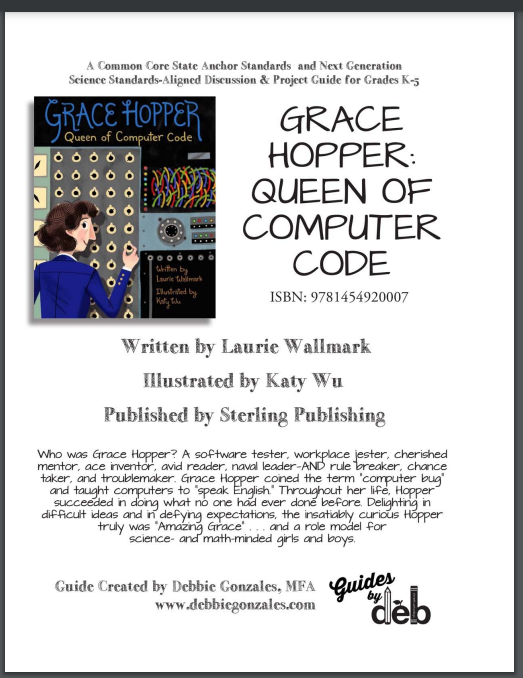 A Common Core State Anchor Standards and Next Generation
Science Standards-Aligned Discussion & Project Guide for Grades K-5
GRACE HOPPER
Queen of Computer Code
Written by
Laurie Wallmark
Illustrated by
Katy Wu
GRACE
HOPPER:
QUEEN OF
COMPUTER
CODE
ISBN: 9781454920007
Written by Laurie Wallmark
Illustrated by Katy Wu
Published by Sterling Publishing
Who was Grace Hopper? A software tester, workplace jester, cherished
mentor, ace inventor, avid reader, naval leader-AND rule breaker, chance
taker, and troublemaker. Grace Hopper coined the term "computer bug"
and taught computers to "speak English." Throughout her life, Hopper
succeeded in doing what no one had ever done before. Delighting in
difficult ideas and in defying expectations, the insatiably curious Hopper
truly was "Amazing Grace" . . . and a role model for
science- and math-minded girls and boys.
Guide Created by Debbie Gonzales, MFA
www.debbiegonzales.com
Guides
by
deb